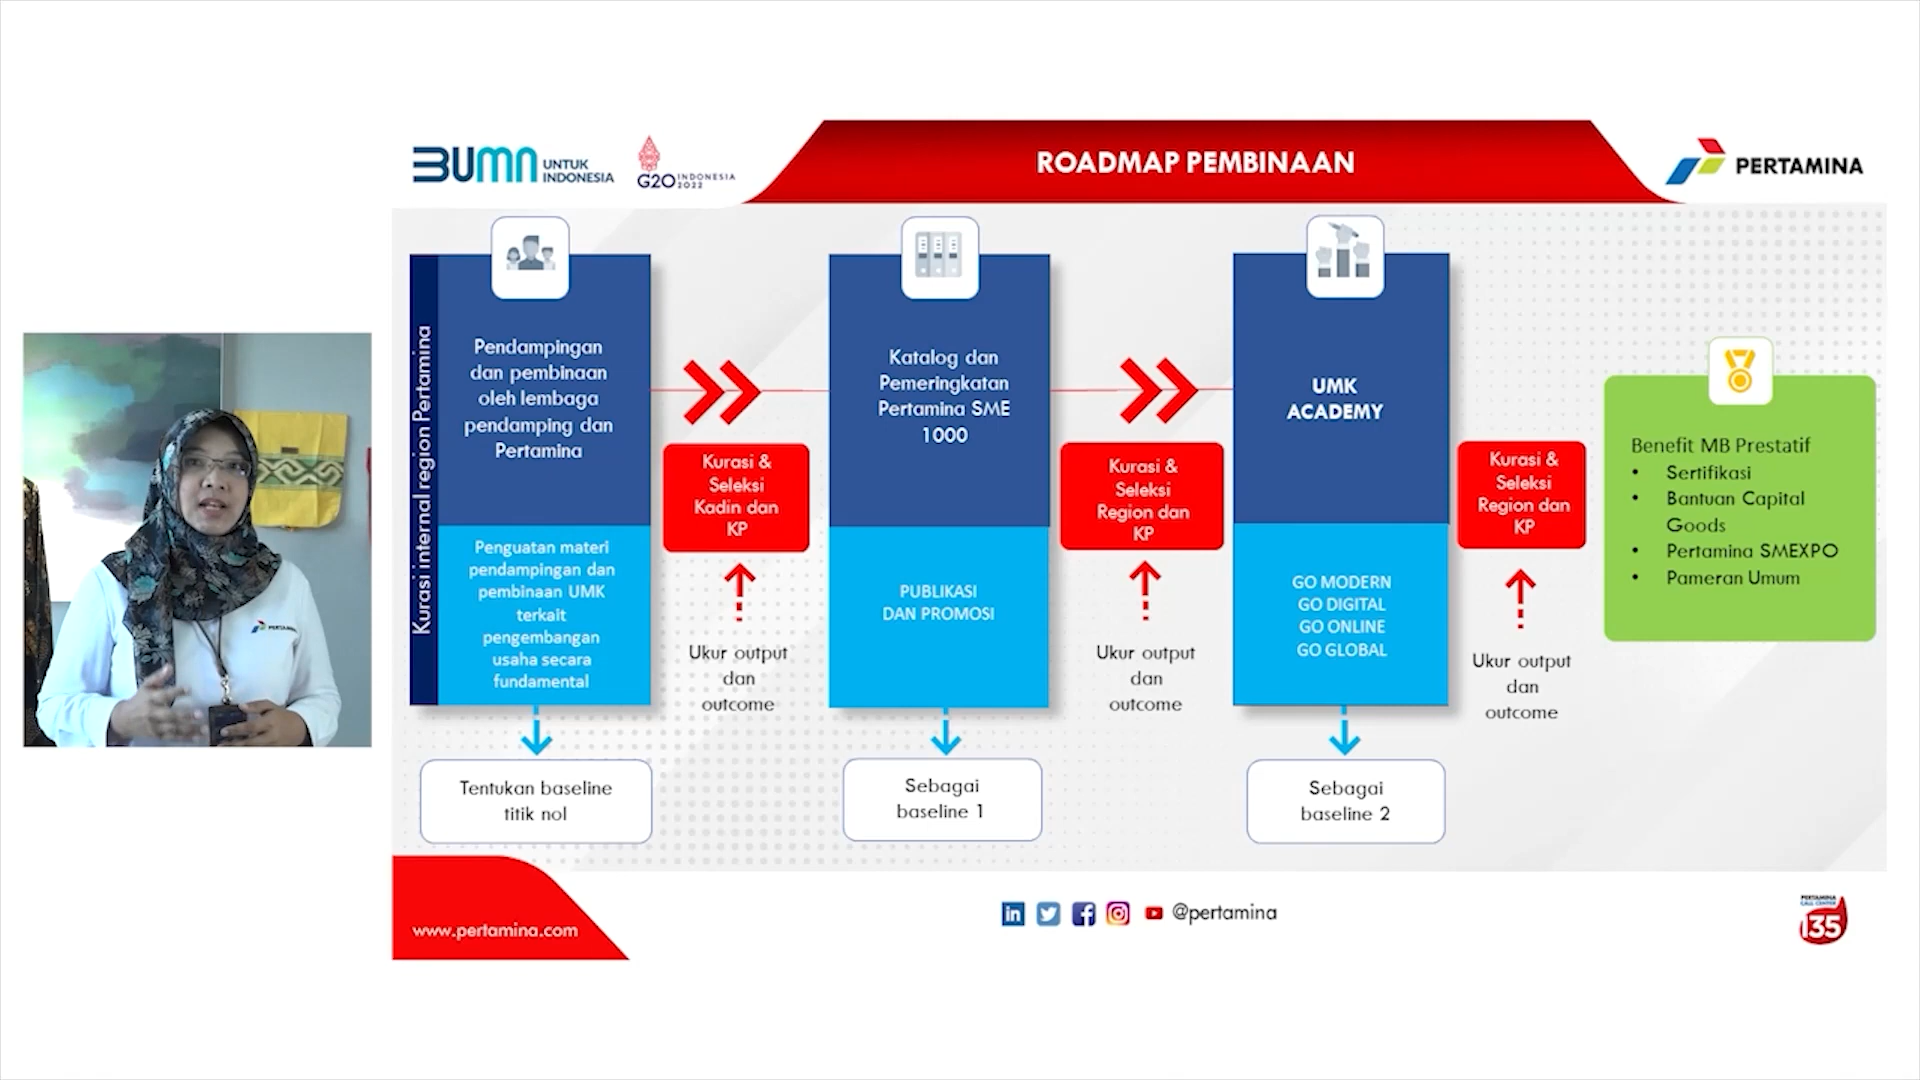 BUMN UNTUK
INDONESIA
G20 INDONESIA
2022
ROADMAP PEMBINAAN
PERTAMINA
Kurasi internal region Pertamina
Pendampingan
dan pembinaan
oleh lembaga
pendamping dan
Pertamina
Penguatan materi
pendampingan dan
pembinaan UMK
terkait
pengembangan
usaha secara
fundamental
Tentukan baseline
titik nol
Kurasi &
Seleksi
Kadin dan
KP
Ukur output
dan
outcome
Katalog dan
Pemeringkatan
Pertamina SME
1000
PUBLIKASI
DAN PROMOSI
Sebagai
baseline 1
Kurasi &
Seleksi
Region dan
KP
Ukur output
dan
outcome
UMK
ACADEMY
GO MODERN
GO DIGITAL
GO ONLINE
GO GLOBAL
Sebagai
baseline 2
Kurasi &
Seleksi
Region dan
KP
Ukur output
dan
outcome
Benefit MB Prestatif
• Sertifikasi
• Bantuan Capital
Goods
• Pertamina SMEXPO
• Pameran Umum
PERTAMINA
www.pertamina.com
@pertamina
PERTAMINA
CALL CENTER
135